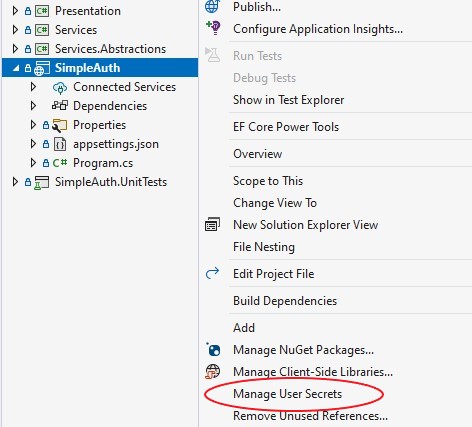 Presentation
Services
Services.Abstractions
SimpleAuth
Connected Services
Dependencies
Properties
appsettings.json
Program.cs
SimpleAuth.UnitTests
Publish...
Configure Application Insights...
Run Tests
Debug Tests
Show in Test Explorer
EF Core Power Tools
Overview
Scope to This
Change View To
New Solution Explorer View
File Nesting
Edit Project File
Build Dependencies
Add
Manage NuGet Packages...
Manage Client-Side Libraries...
Manage User Secrets
Remove Unused References...